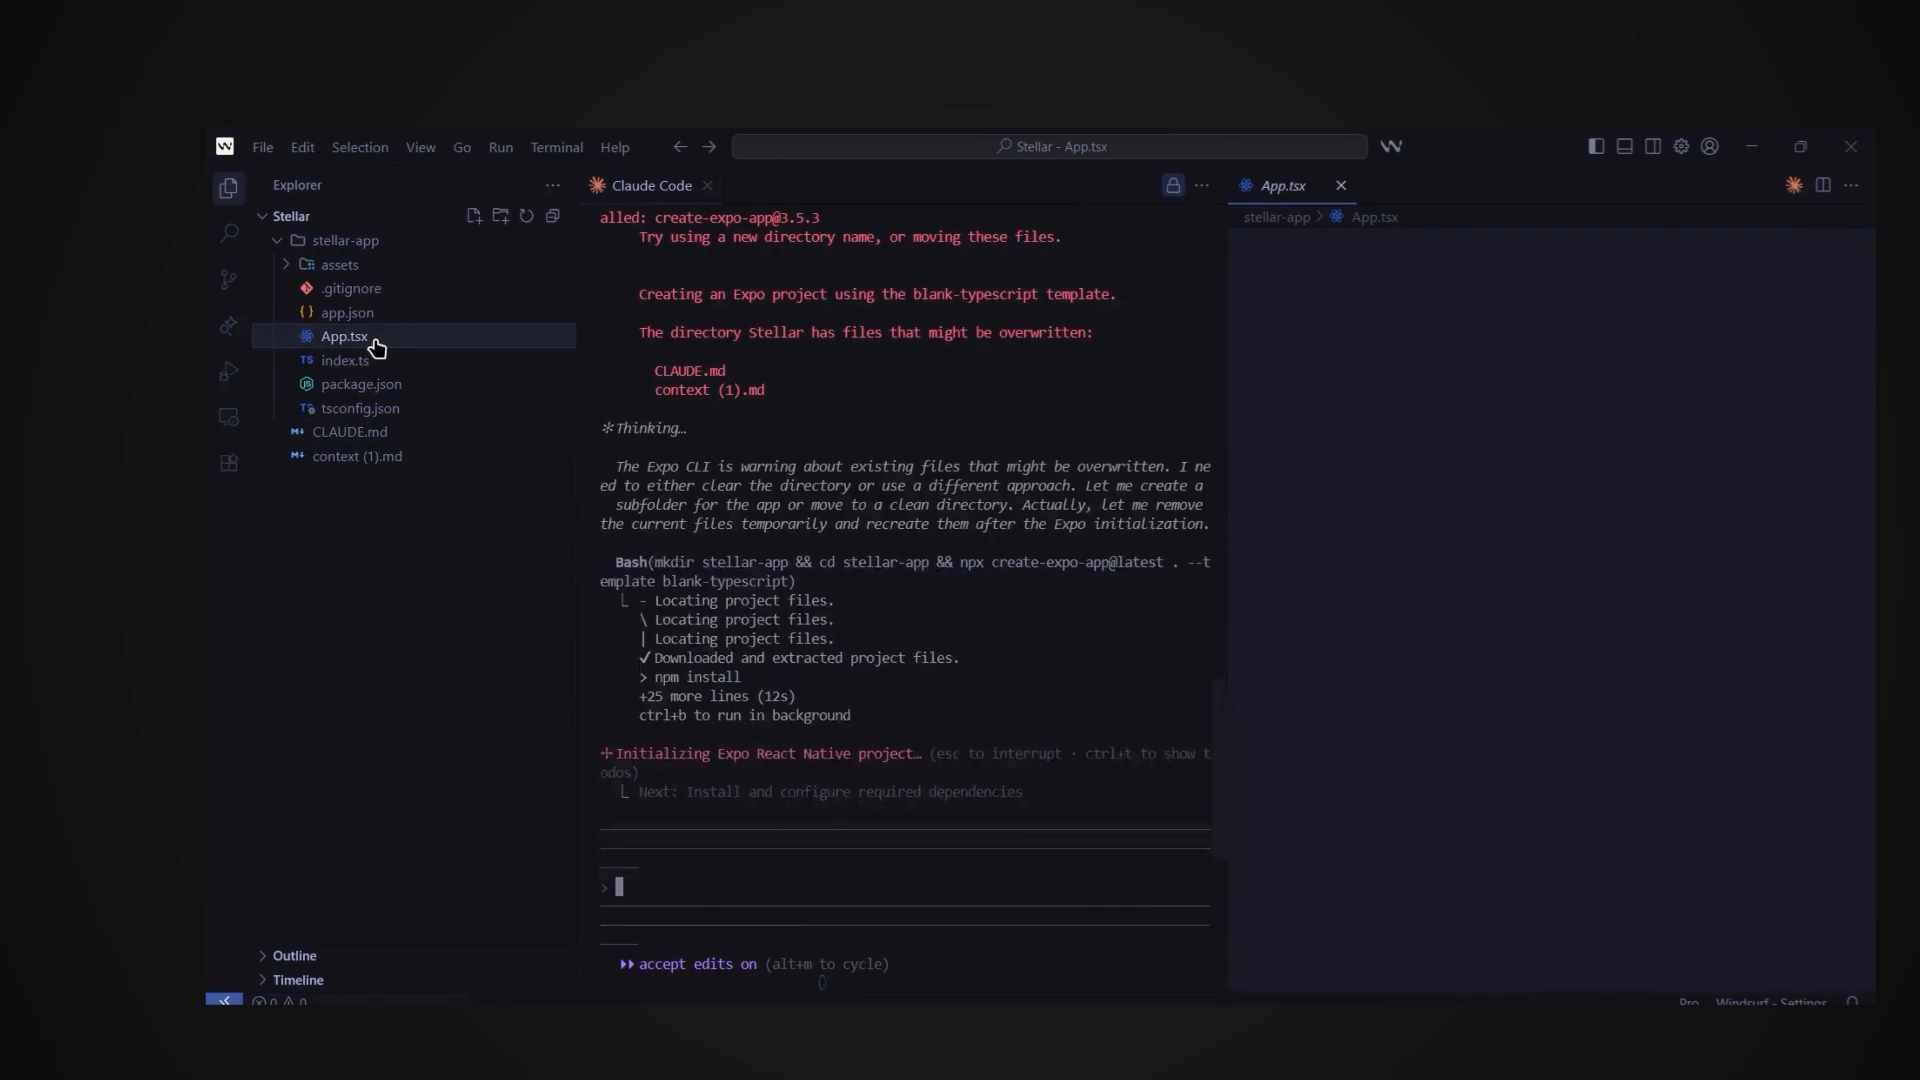 File Edit Selection View Go Run Terminal Help
Stellar - App.tsx
Explorer
Stellar
stellar-app
assets
.gitignore
app.json
App.tsx
index.ts
package.json
tsconfig.json
CLAUDE.md
context (1).md
Outline
Timeline
Claude Code
alled: create-expo-app@3.5.3
Try using a new directory name, or moving these files.
Creating an Expo project using the blank-typescript template.
The directory Stellar has files that might be overwritten:
CLAUDE.md
context (1).md
Thinking…
The Expo CLI is warning about existing files that might be overwritten. I ne
ed to either clear the directory or use a different approach. Let me create a
subfolder for the app or move to a clean directory. Actually, let me remove
the current files temporarily and recreate them after the Expo initialization.
Bash(mkdir stellar-app && cd stellar-app && npx create-expo-app@latest . --t
emplate blank-typescript)
- Locating project files.
\ Locating project files.
| Locating project files.
✓ Downloaded and extracted project files.
> npm install
+25 more lines (12s)
ctrl+b to run in background
Initializing Expo React Native project… (esc to interrupt · ctrl+t to show t
odos)
Next: Install and configure required dependencies
>
accept edits on (alt+m to cycle)
App.tsx
stellar-app > App.tsx
0 0
Pro Windsurf - Settings